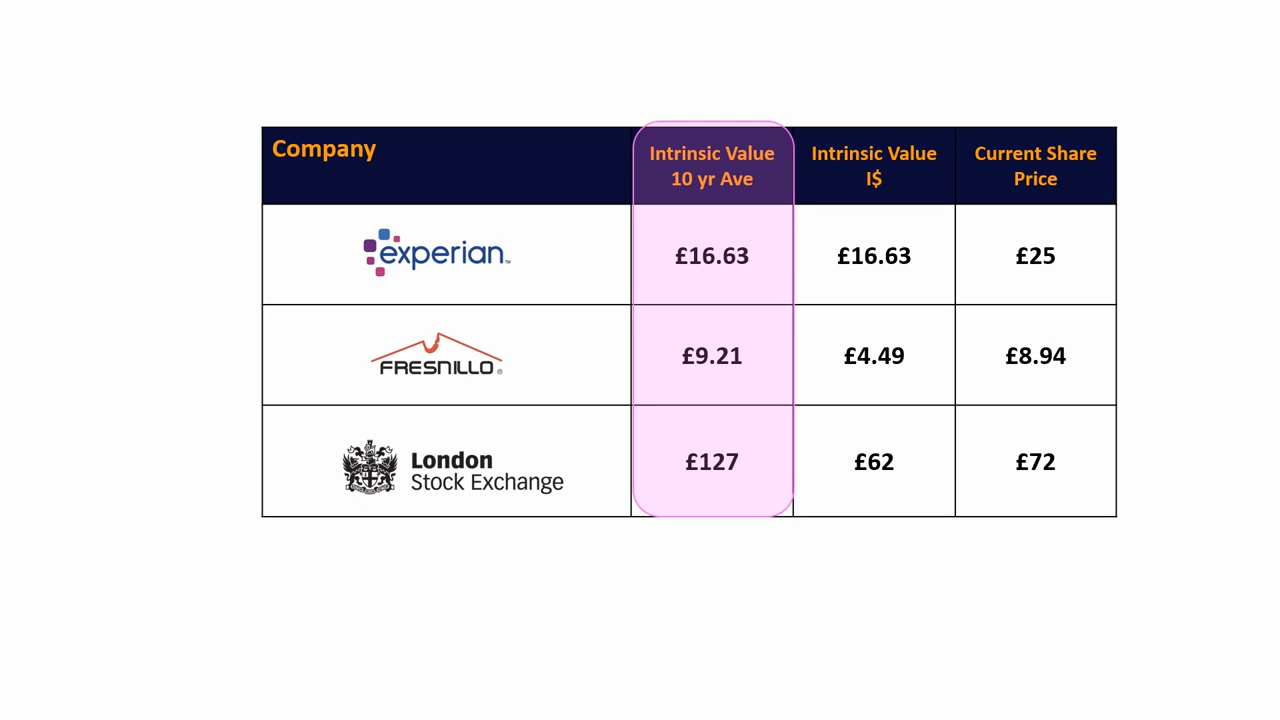 Company
Intrinsic Value
10 yr Ave
Intrinsic Value
I$
Current Share
Price
experian™
£16.63
£16.63
£25
FRESNILLO®
£9.21
£4.49
£8.94
London
Stock Exchange
£127
£62
£72